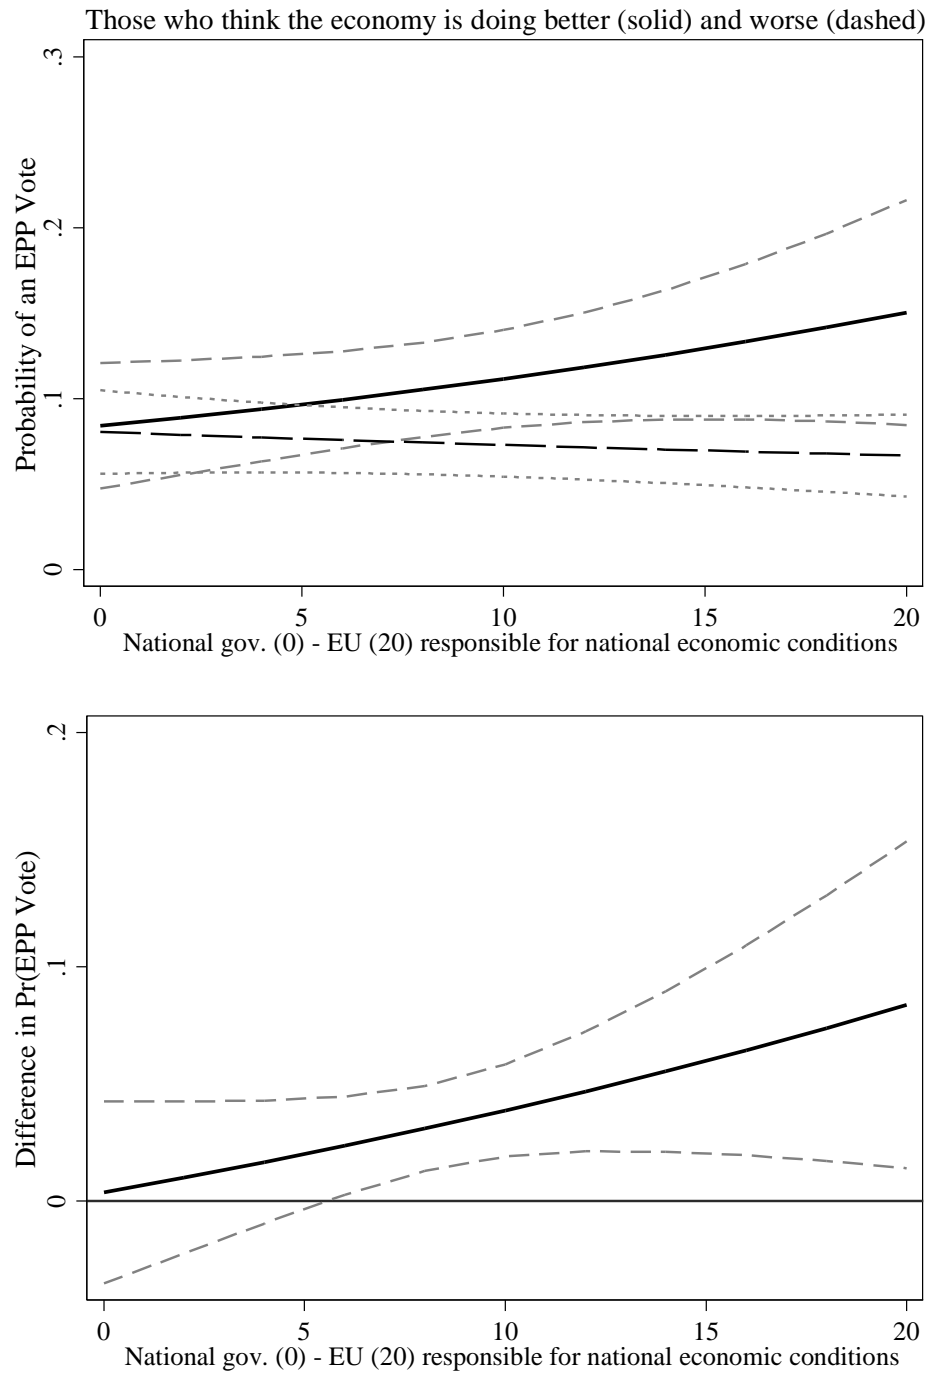 Those who think the economy is doing better (solid) and worse (dashed)
Probability of an EPP Vote
.3
.2
.1
0
0 5 10 15 20
National gov. (0) - EU (20) responsible for national economic conditions
Difference in Pr(EPP Vote)
.2
.1
0
0 5 10 15 20
National gov. (0) - EU (20) responsible for national economic conditions